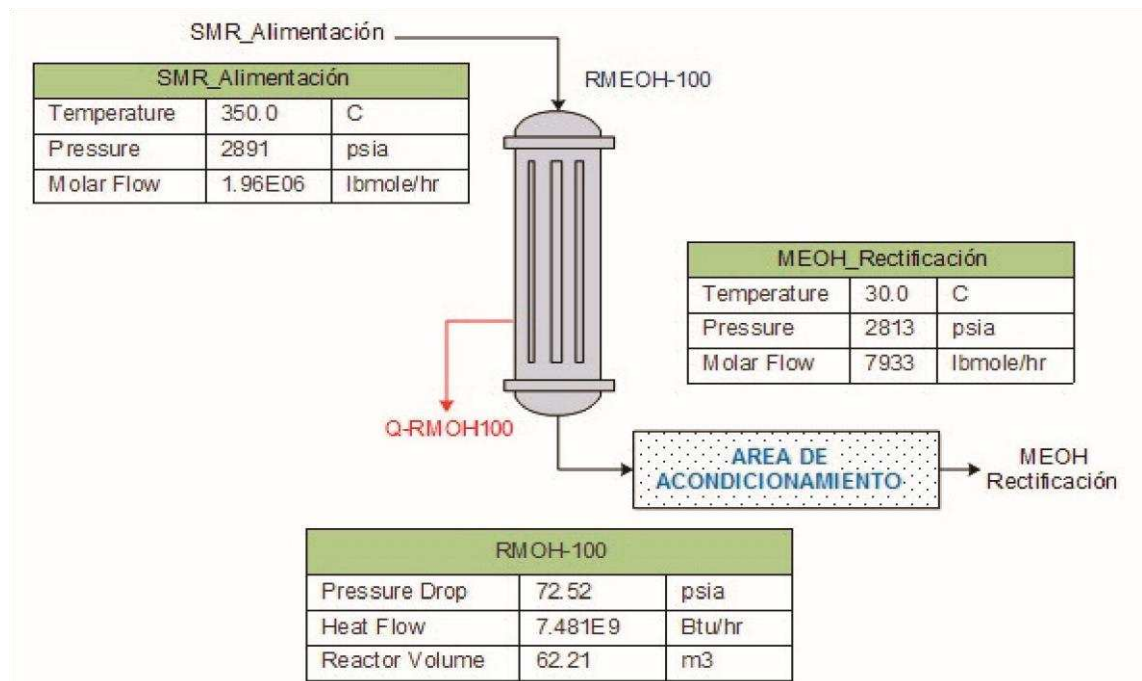 SMR_Alimentación
SMR_Alimentación
Temperature 350.0 C
Pressure 2891 psia
Molar Flow 1.96E06 lbmole/hr
RMEOH-100
MEOH_Rectificación
Temperature 30.0 C
Pressure 2813 psia
Molar Flow 7933 lbmole/hr
Q-RMOH100
AREA DE
ACONDICIONAMIENTO
MEOH
Rectificación
RMOH-100
Pressure Drop 72.52 psia
Heat Flow 7.481E9 Btu/hr
Reactor Volume 62.21 m3